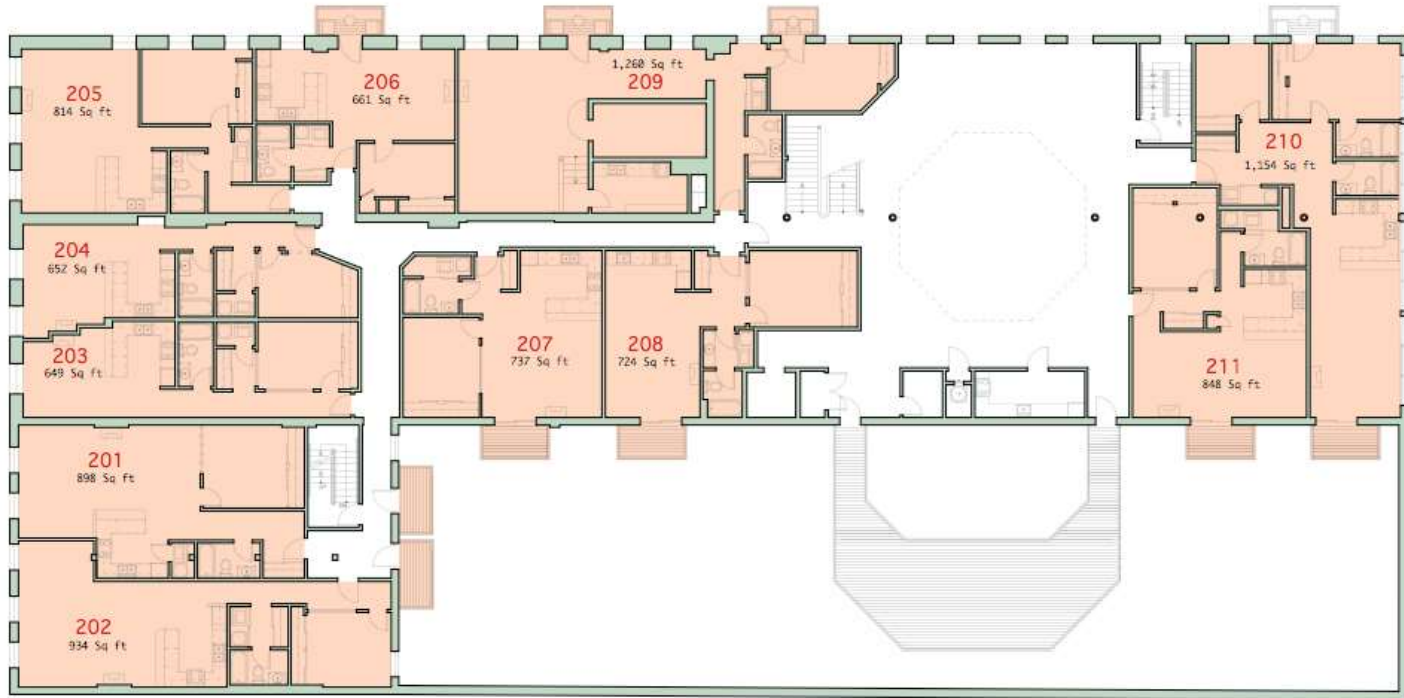 205
814 Sq ft
206
661 Sq ft
1,260 Sq ft
209
210
1,154 Sq ft
204
652 Sq ft
203
649 Sq ft
207
737 Sq ft
208
724 Sq ft
211
848 Sq ft
201
898 Sq ft
202
934 Sq ft